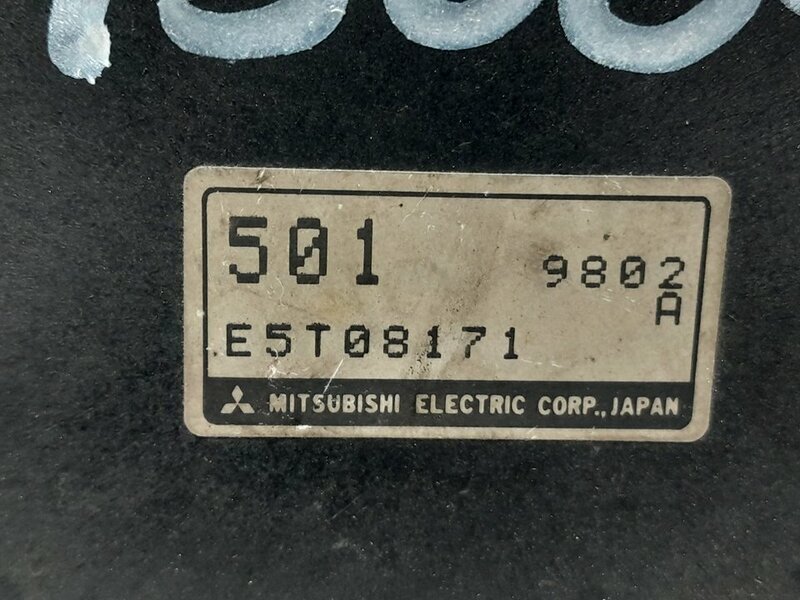 501
9802
A
E5T08171
MITSUBISHI ELECTRIC CORP., JAPAN